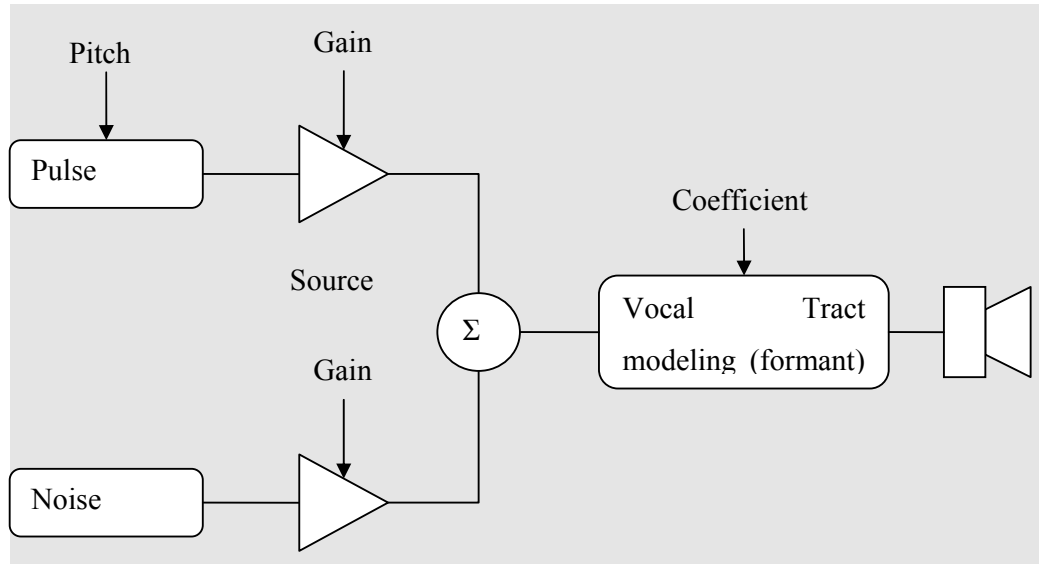 Gain
Pitch
Pulse
Coefficient
Source
Vocal Tract
modeling (formant)
Σ
Gain
Noise